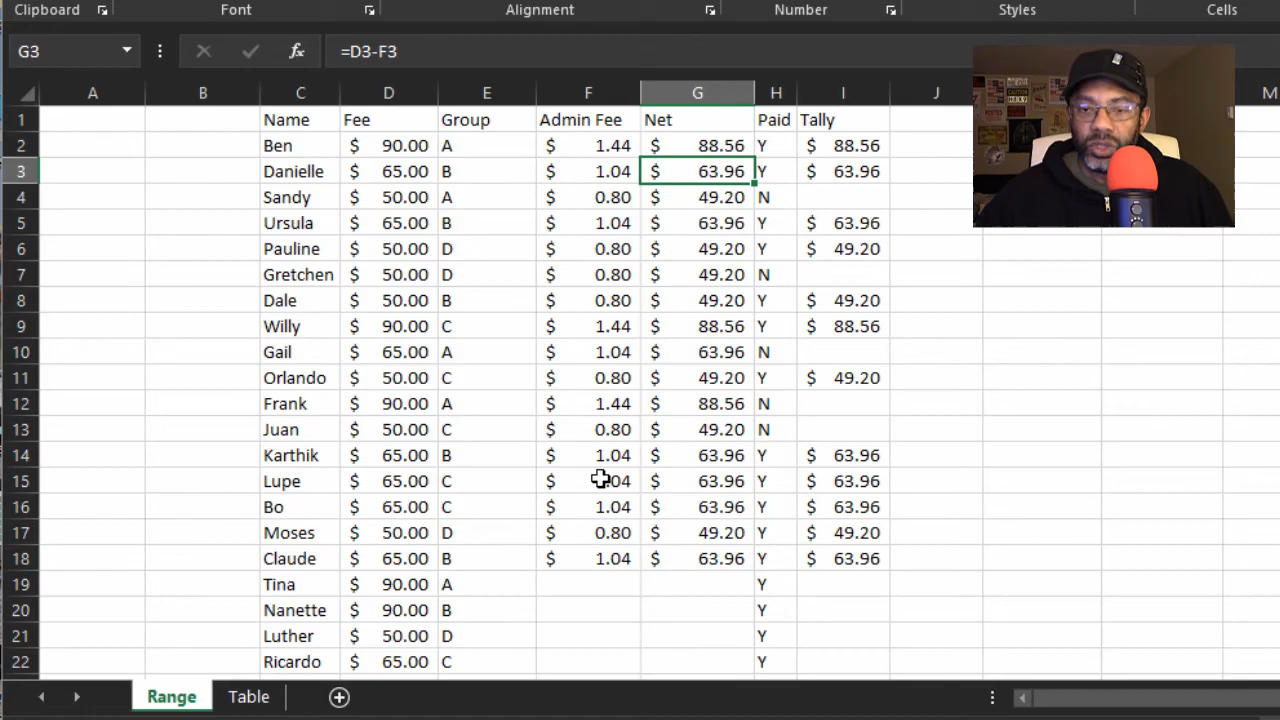 Clipboard Font Alignment Number Styles Cells
G3 fx =D3-F3
A B C D E F G H I J M
1 Name Fee Group Admin Fee Net Paid Tally
2 Ben $ 90.00 A $ 1.44 $ 88.56 Y $ 88.56
3 Danielle $ 65.00 B $ 1.04 $ 63.96 Y $ 63.96
4 Sandy $ 50.00 A $ 0.80 $ 49.20 N
5 Ursula $ 65.00 B $ 1.04 $ 63.96 Y $ 63.96
6 Pauline $ 50.00 D $ 0.80 $ 49.20 Y $ 49.20
7 Gretchen $ 50.00 D $ 0.80 $ 49.20 N
8 Dale $ 50.00 B $ 0.80 $ 49.20 Y $ 49.20
9 Willy $ 90.00 C $ 1.44 $ 88.56 Y $ 88.56
10 Gail $ 65.00 A $ 1.04 $ 63.96 N
11 Orlando $ 50.00 C $ 0.80 $ 49.20 Y $ 49.20
12 Frank $ 90.00 A $ 1.44 $ 88.56 N
13 Juan $ 50.00 C $ 0.80 $ 49.20 N
14 Karthik $ 65.00 B $ 1.04 $ 63.96 Y $ 63.96
15 Lupe $ 65.00 C $ 04 $ 63.96 Y $ 63.96
16 Bo $ 65.00 C $ 1.04 $ 63.96 Y $ 63.96
17 Moses $ 50.00 D $ 0.80 $ 49.20 Y $ 49.20
18 Claude $ 65.00 B $ 1.04 $ 63.96 Y $ 63.96
19 Tina $ 90.00 A Y
20 Nanette $ 90.00 B Y
21 Luther $ 50.00 D Y
22 Ricardo $ 65.00 C Y
Range Table